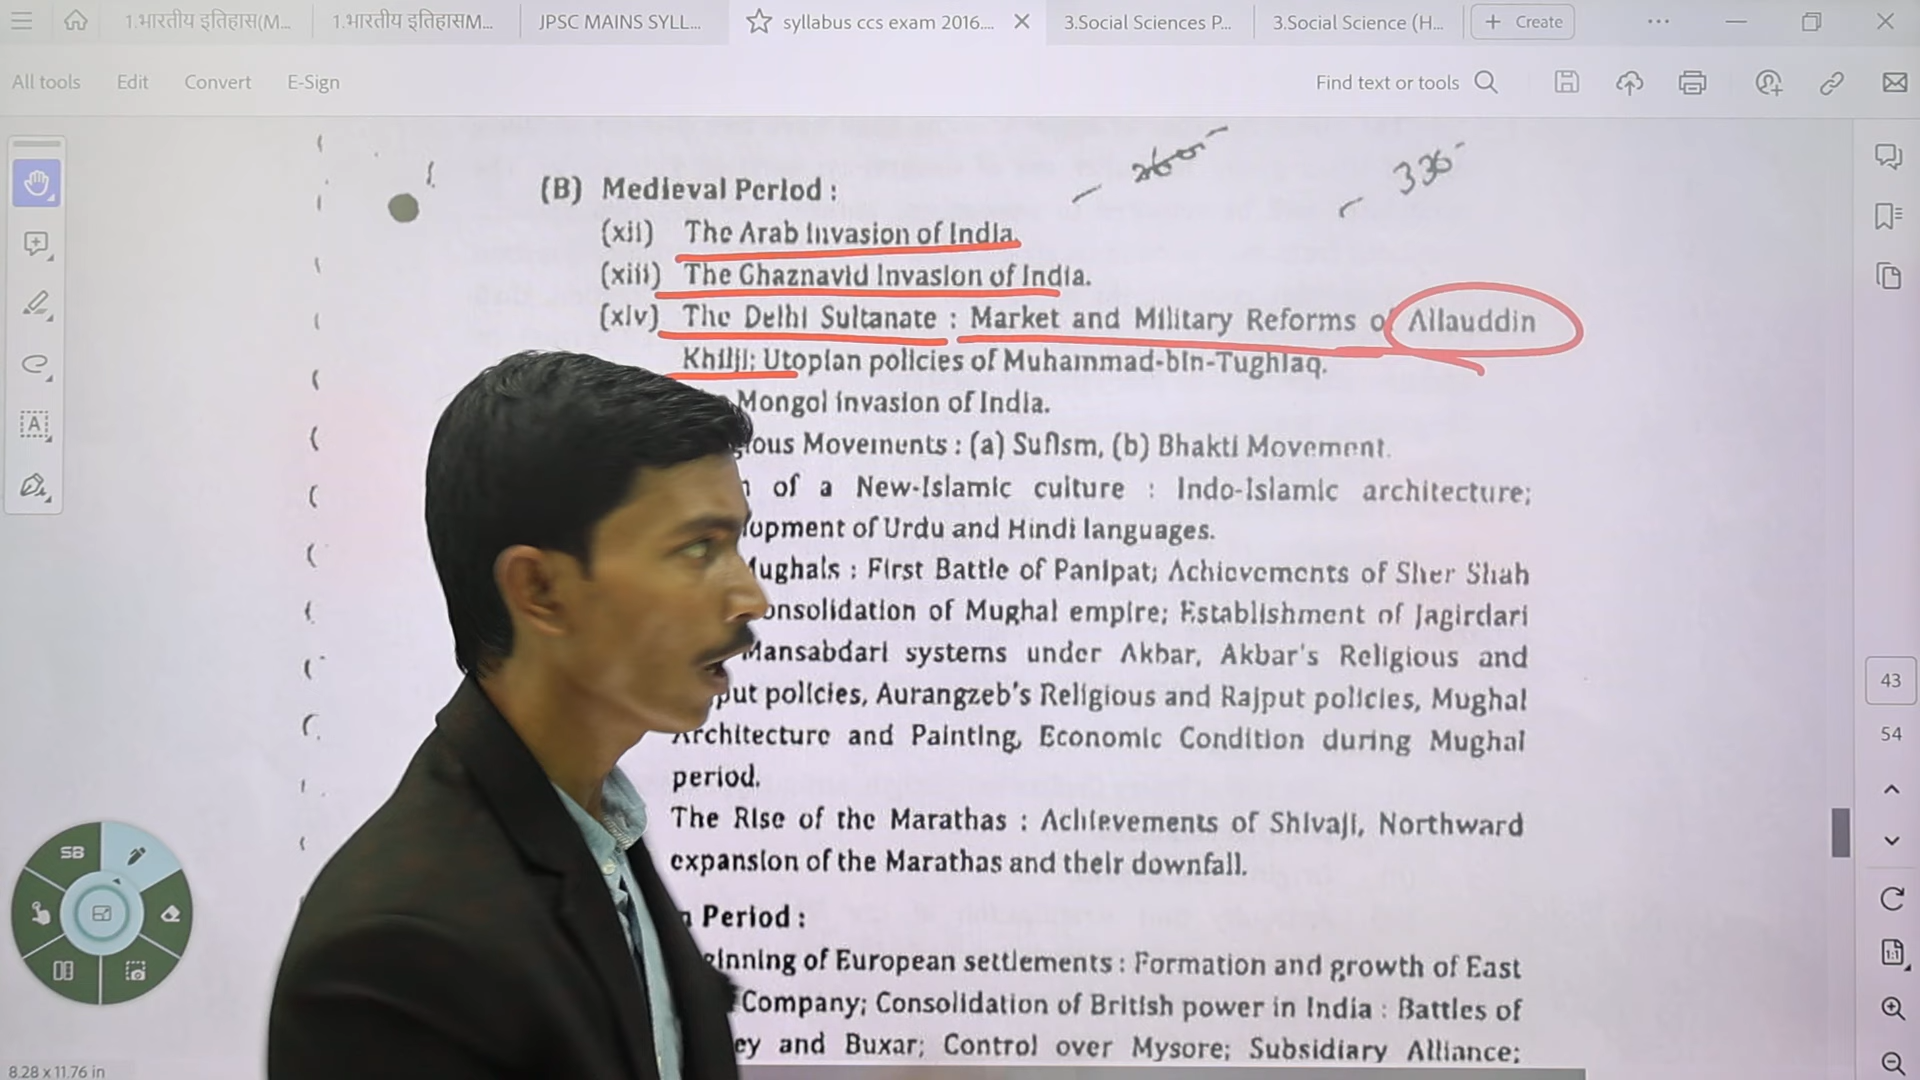 1.भारतीय इतिहास(M...
1.भारतीय इतिहासM...
JPSC MAINS SYLL...
syllabus ccs exam 2016....
3.Social Sciences P...
3.Social Science (H...
+ Create
All tools
Edit
Convert
E-Sign
Find text or tools
(B) Medieval Period :
(xii) The Arab Invasion of India.
(xiii) The Ghaznavid Invasion of India.
(xiv) The Delhi Sultanate : Market and Military Reforms of Allauddin
Khilji; Utopian policies of Muhammad-bin-Tughlaq.
Mongol invasion of India.
ious Movements : (a) Sufism, (b) Bhakti Movement.
of a New-Islamic culture : Indo-Islamic architecture;
lopment of Urdu and Hindi languages.
Mughals : First Battle of Panipat; Achievements of Sher Shah
onsolidation of Mughal empire; Establishment of Jagirdari
Mansabdari systems under Akbar, Akbar's Religious and
put policies, Aurangzeb's Religious and Rajput policies, Mughal
Architecture and Painting, Economic Condition during Mughal
period.
The Rise of the Marathas : Achievements of Shivaji, Northward
expansion of the Marathas and their downfall.
Period :
ginning of European settlements : Formation and growth of East
Company; Consolidation of British power in India : Battles of
ey and Buxar; Control over Mysore; Subsidiary Alliance;
43
54
SB
1:1
8.28 x 11.76 in